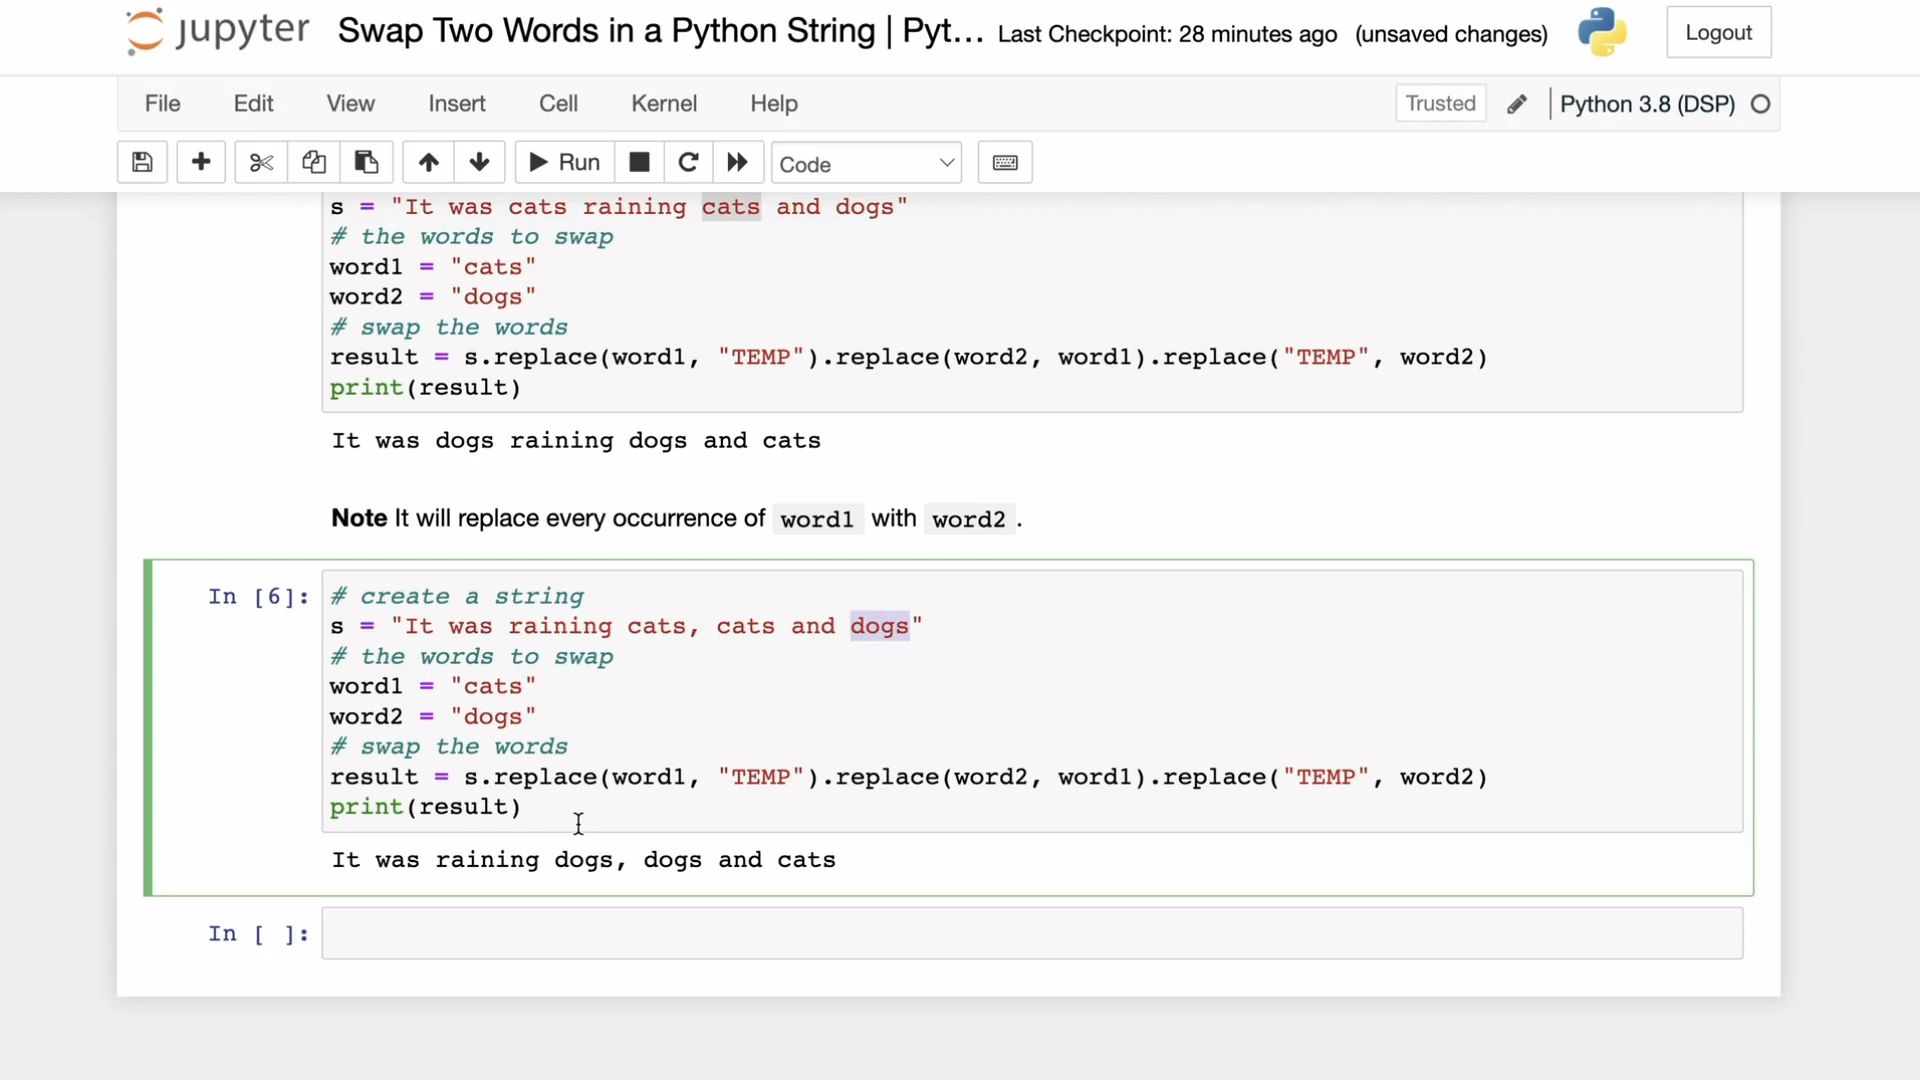 jupyter Swap Two Words in a Python String | Pyt... Last Checkpoint: 28 minutes ago (unsaved changes) Logout
File Edit View Insert Cell Kernel Help Trusted Python 3.8 (DSP)
Run Code
s = "It was cats raining cats and dogs"
# the words to swap
word1 = "cats"
word2 = "dogs"
# swap the words
result = s.replace(word1, "TEMP").replace(word2, word1).replace("TEMP", word2)
print(result)
It was dogs raining dogs and cats
Note It will replace every occurrence of word1 with word2 .
In [6]: # create a string
s = "It was raining cats, cats and dogs"
# the words to swap
word1 = "cats"
word2 = "dogs"
# swap the words
result = s.replace(word1, "TEMP").replace(word2, word1).replace("TEMP", word2)
print(result)
It was raining dogs, dogs and cats
In [ ]: